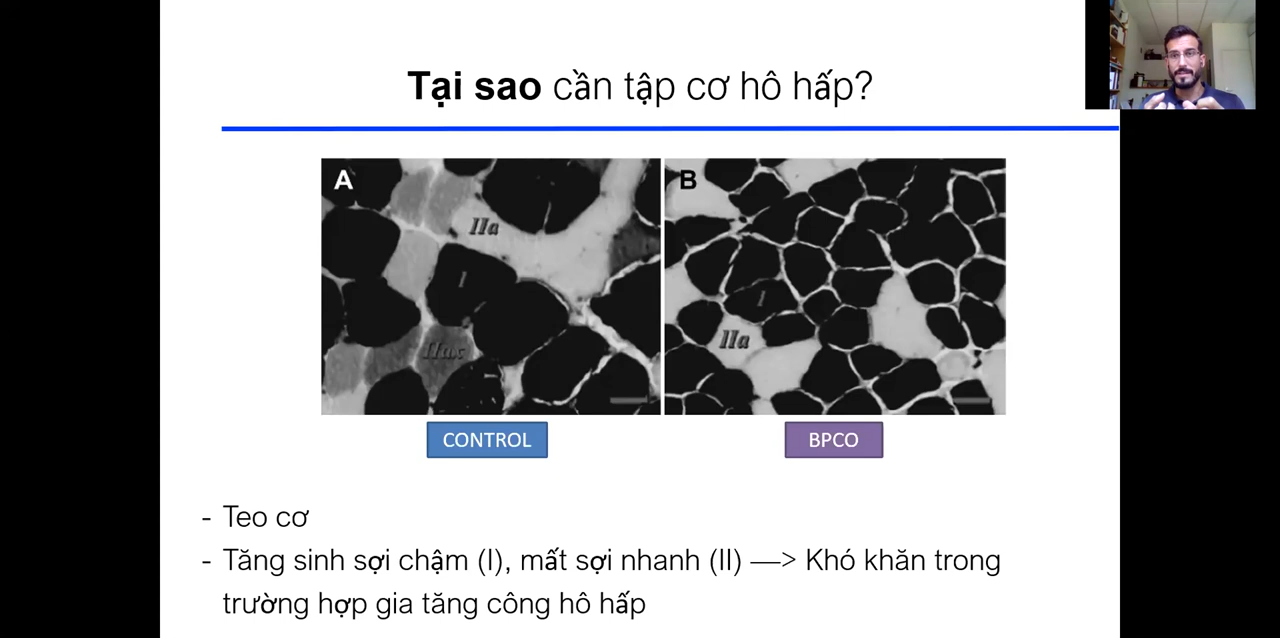 Tại sao cần tập cơ hô hấp?
A
B
IIa
I
IIax
I
IIa
CONTROL
BPCO
- Teo cơ
- Tăng sinh sợi chậm (I), mất sợi nhanh (II) —> Khó khăn trong
trường hợp gia tăng công hô hấp